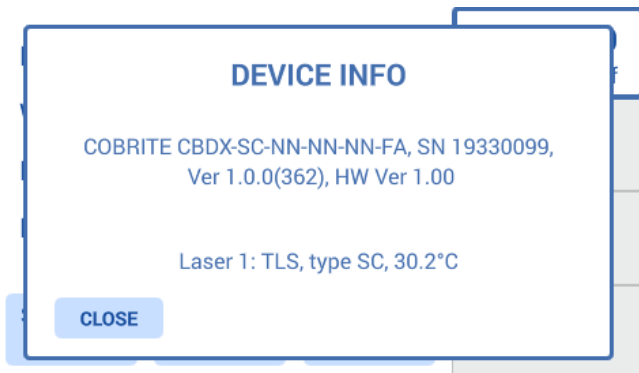 DEVICE INFO
COBRITE CBDX-SC-NN-NN-NN-FA, SN 19330099,
Ver 1.0.0(362), HW Ver 1.00
Laser 1: TLS, type SC, 30.2°C
CLOSE